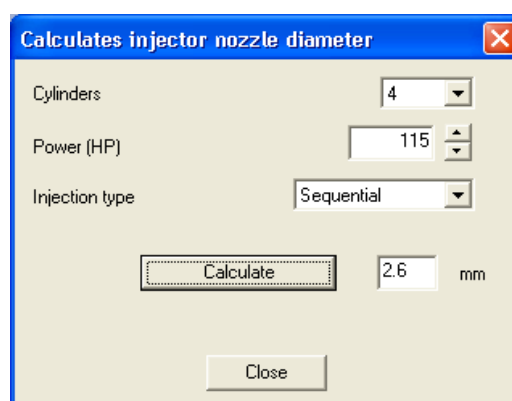 Calculates injector nozzle diameter
Cylinders 4
Power (HP) 115
Injection type Sequential
Calculate 2.6 mm
Close